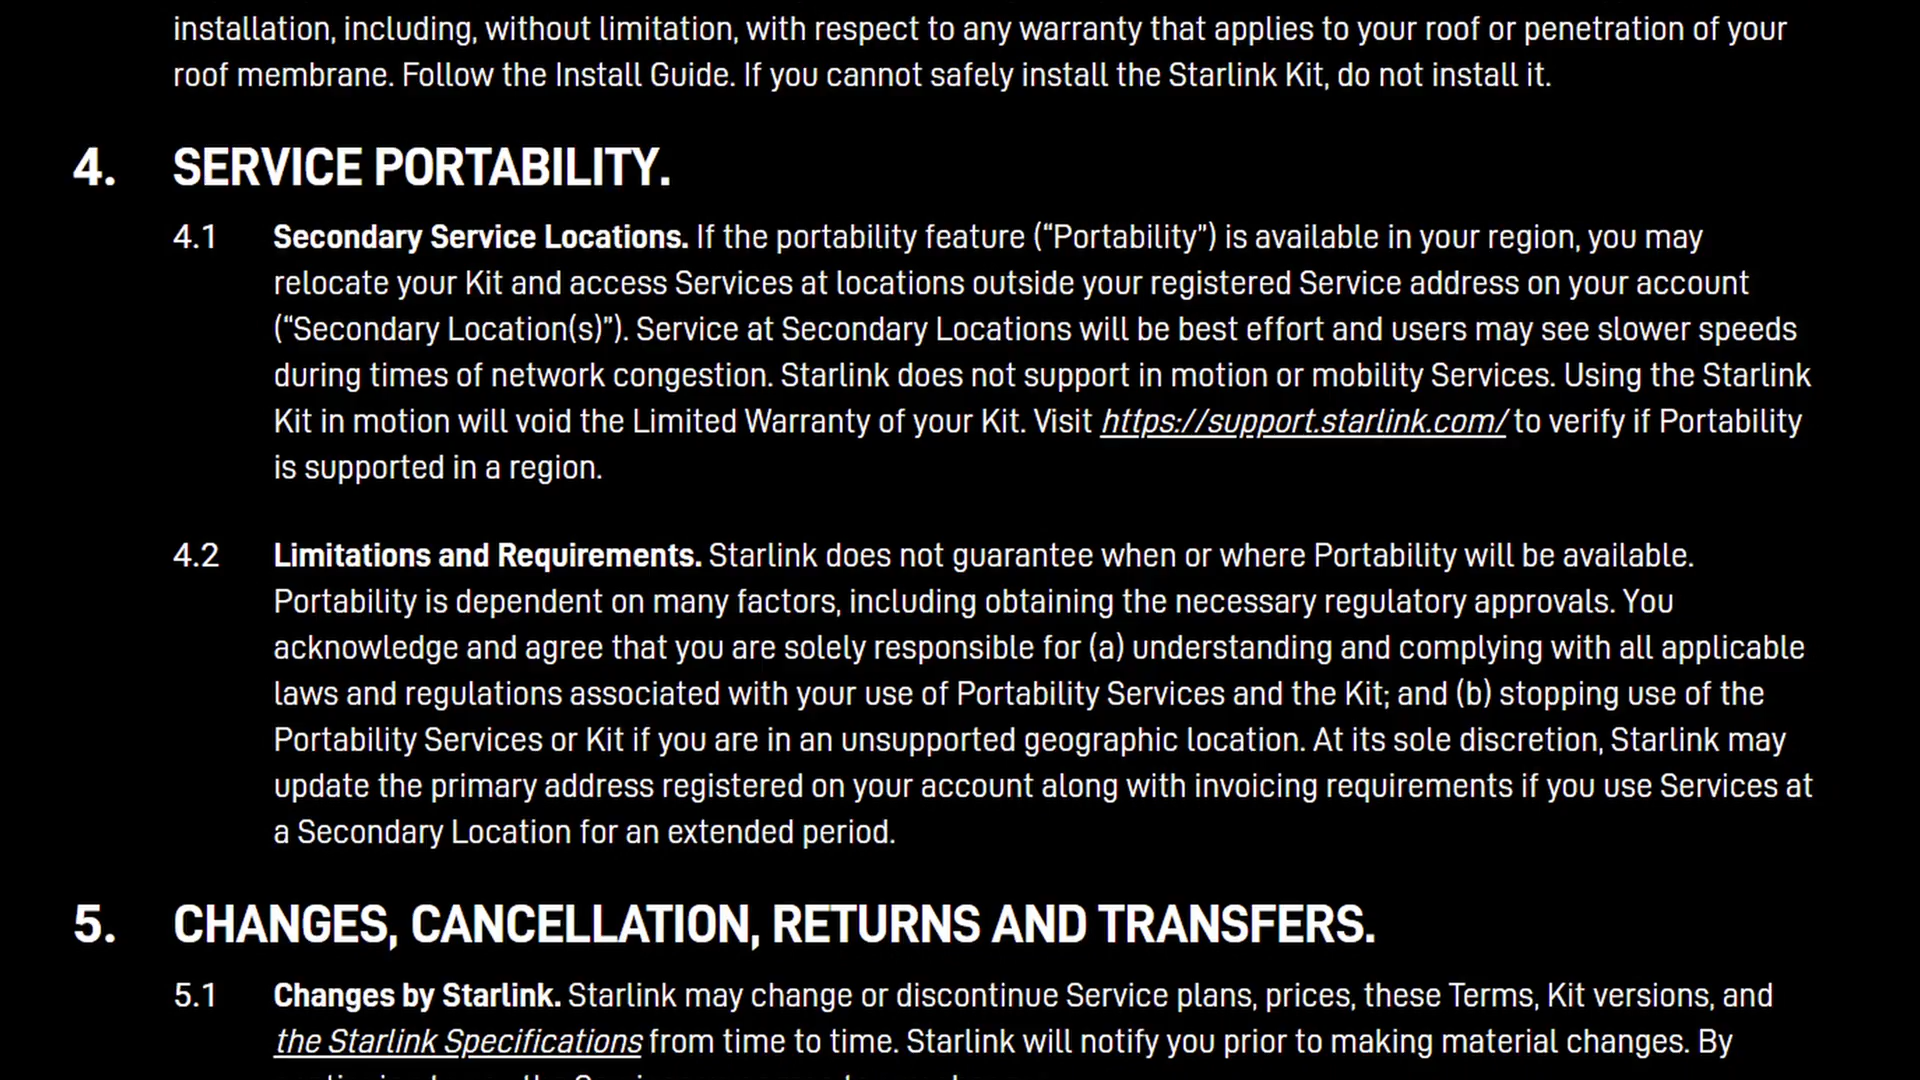 installation, including, without limitation, with respect to any warranty that applies to your roof or penetration of your
roof membrane. Follow the Install Guide. If you cannot safely install the Starlink Kit, do not install it.
4. SERVICE PORTABILITY.
4.1 Secondary Service Locations. If the portability feature (“Portability”) is available in your region, you may
relocate your Kit and access Services at locations outside your registered Service address on your account
(“Secondary Location(s)”). Service at Secondary Locations will be best effort and users may see slower speeds
during times of network congestion. Starlink does not support in motion or mobility Services. Using the Starlink
Kit in motion will void the Limited Warranty of your Kit. Visit https://support.starlink.com/ to verify if Portability
is supported in a region.
4.2 Limitations and Requirements. Starlink does not guarantee when or where Portability will be available.
Portability is dependent on many factors, including obtaining the necessary regulatory approvals. You
acknowledge and agree that you are solely responsible for (a) understanding and complying with all applicable
laws and regulations associated with your use of Portability Services and the Kit; and (b) stopping use of the
Portability Services or Kit if you are in an unsupported geographic location. At its sole discretion, Starlink may
update the primary address registered on your account along with invoicing requirements if you use Services at
a Secondary Location for an extended period.
5. CHANGES, CANCELLATION, RETURNS AND TRANSFERS.
5.1 Changes by Starlink. Starlink may change or discontinue Service plans, prices, these Terms, Kit versions, and
the Starlink Specifications from time to time. Starlink will notify you prior to making material changes. By